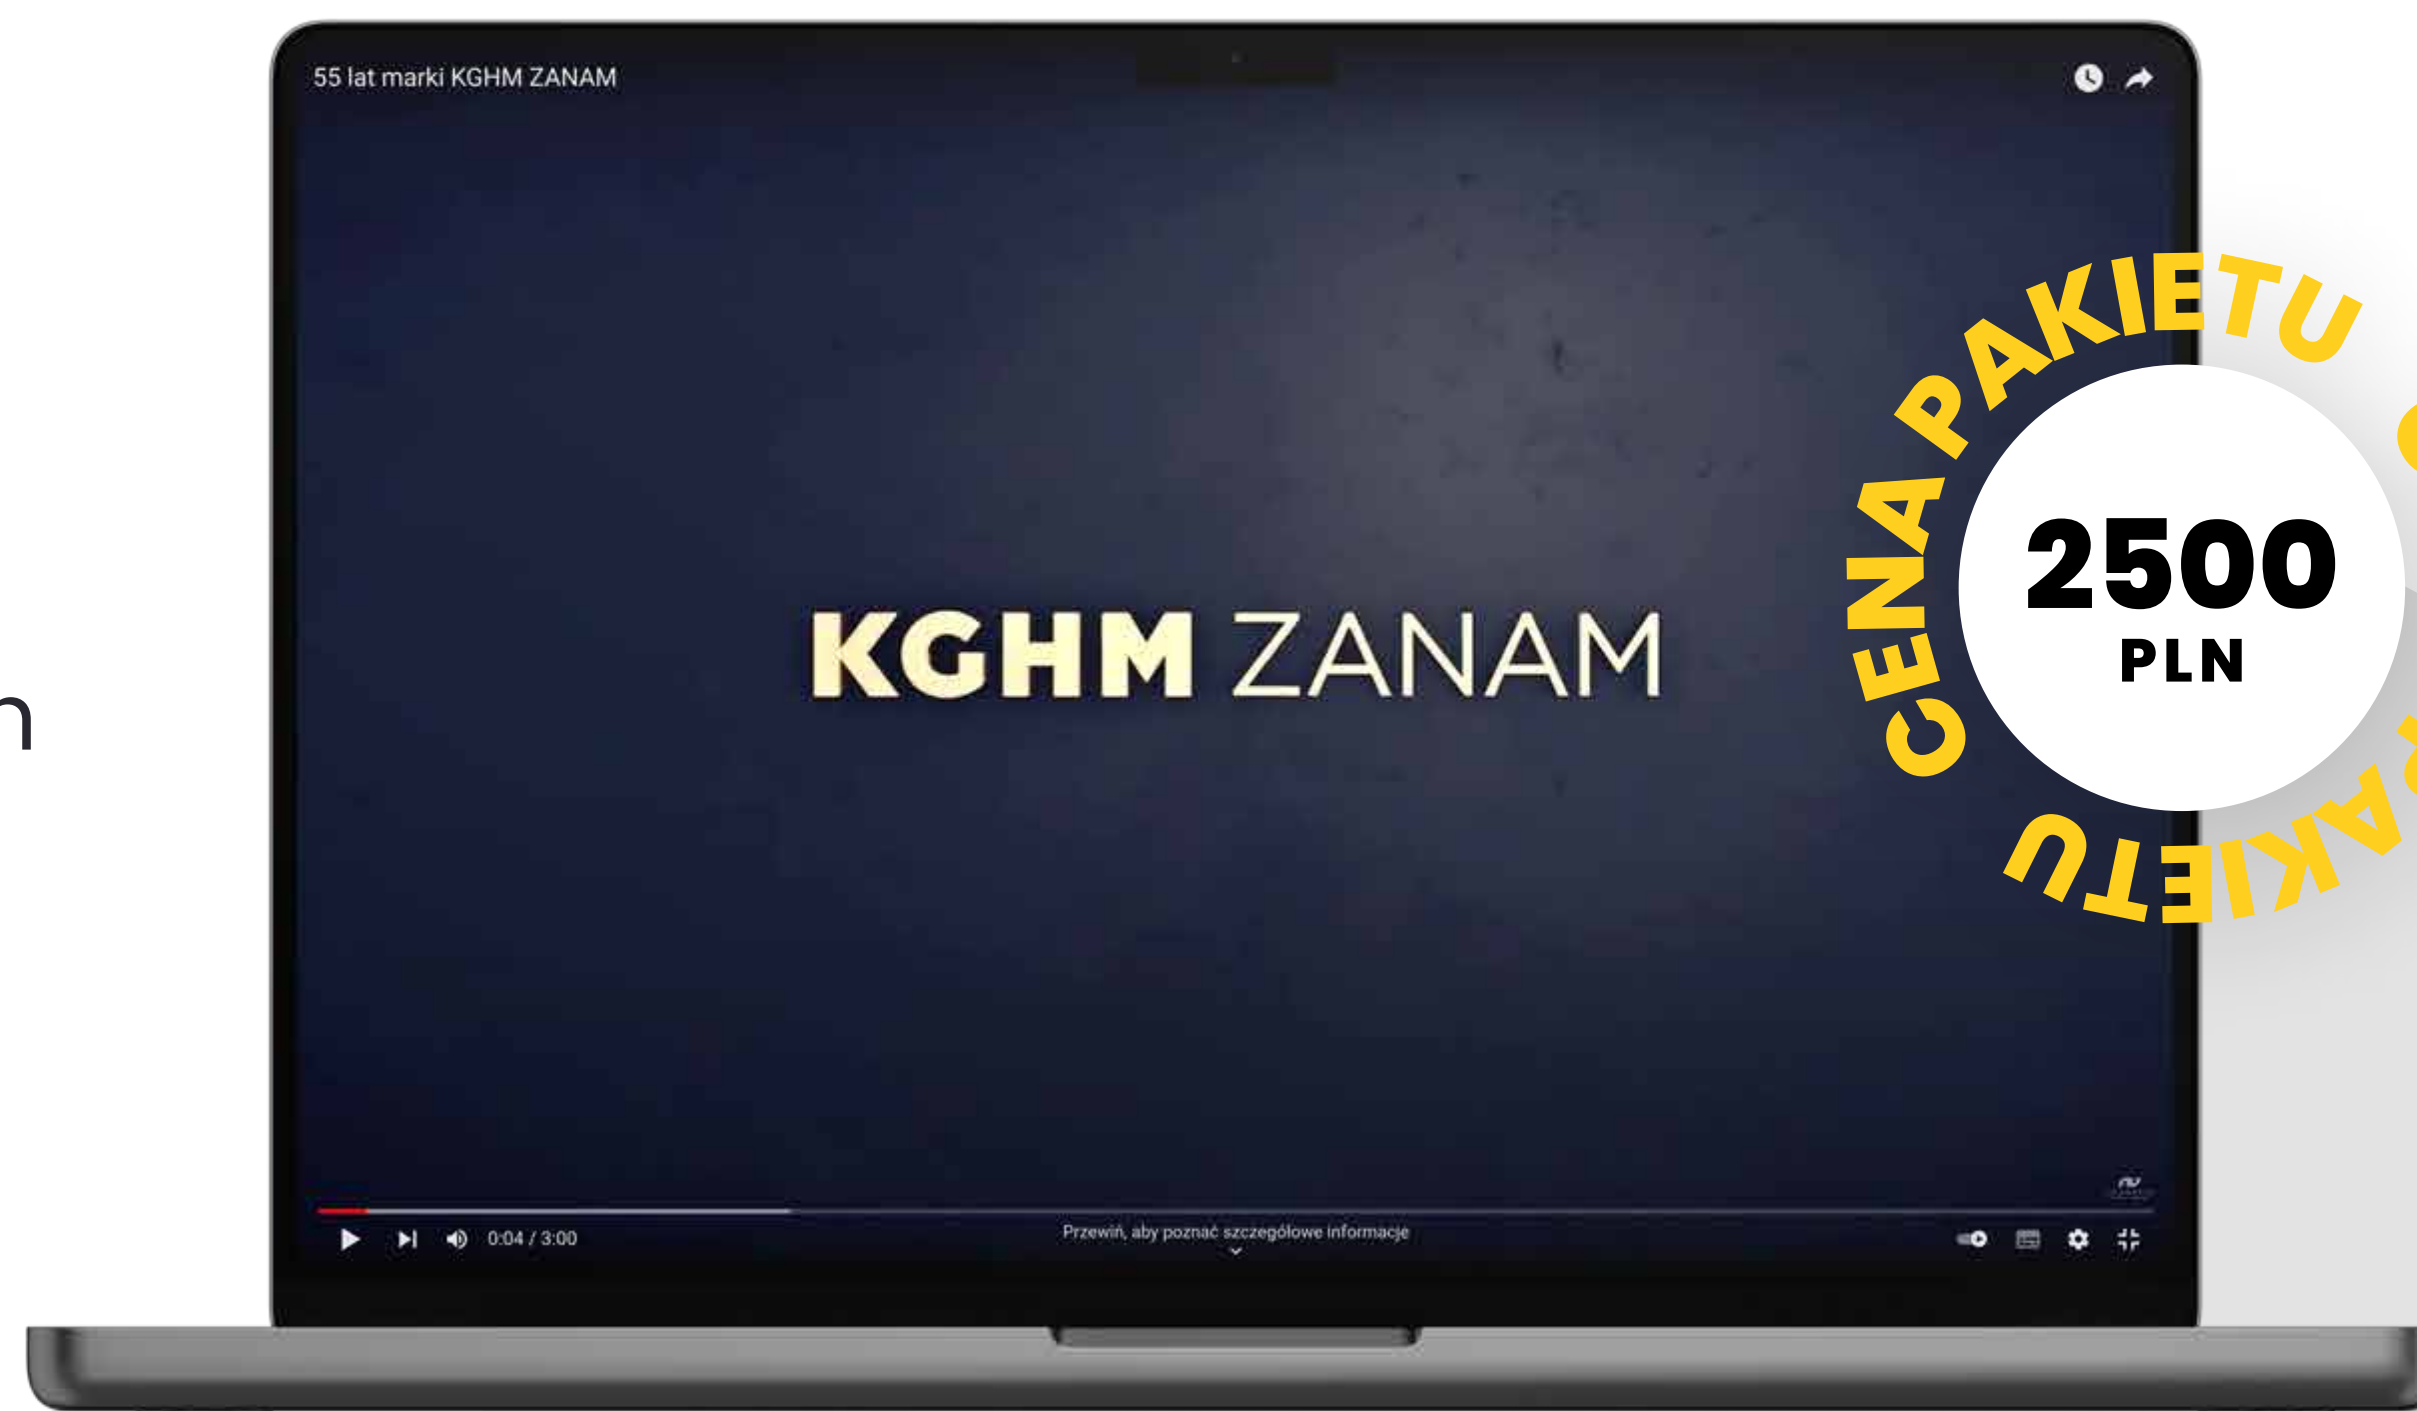 55 lat marki KGHM ZANAM
CENA PAKIETU
2500
PLN
KGHM ZANAM
PAKIETU
0:04 / 3:00
Przewiń, aby poznać szczegółowe informacje